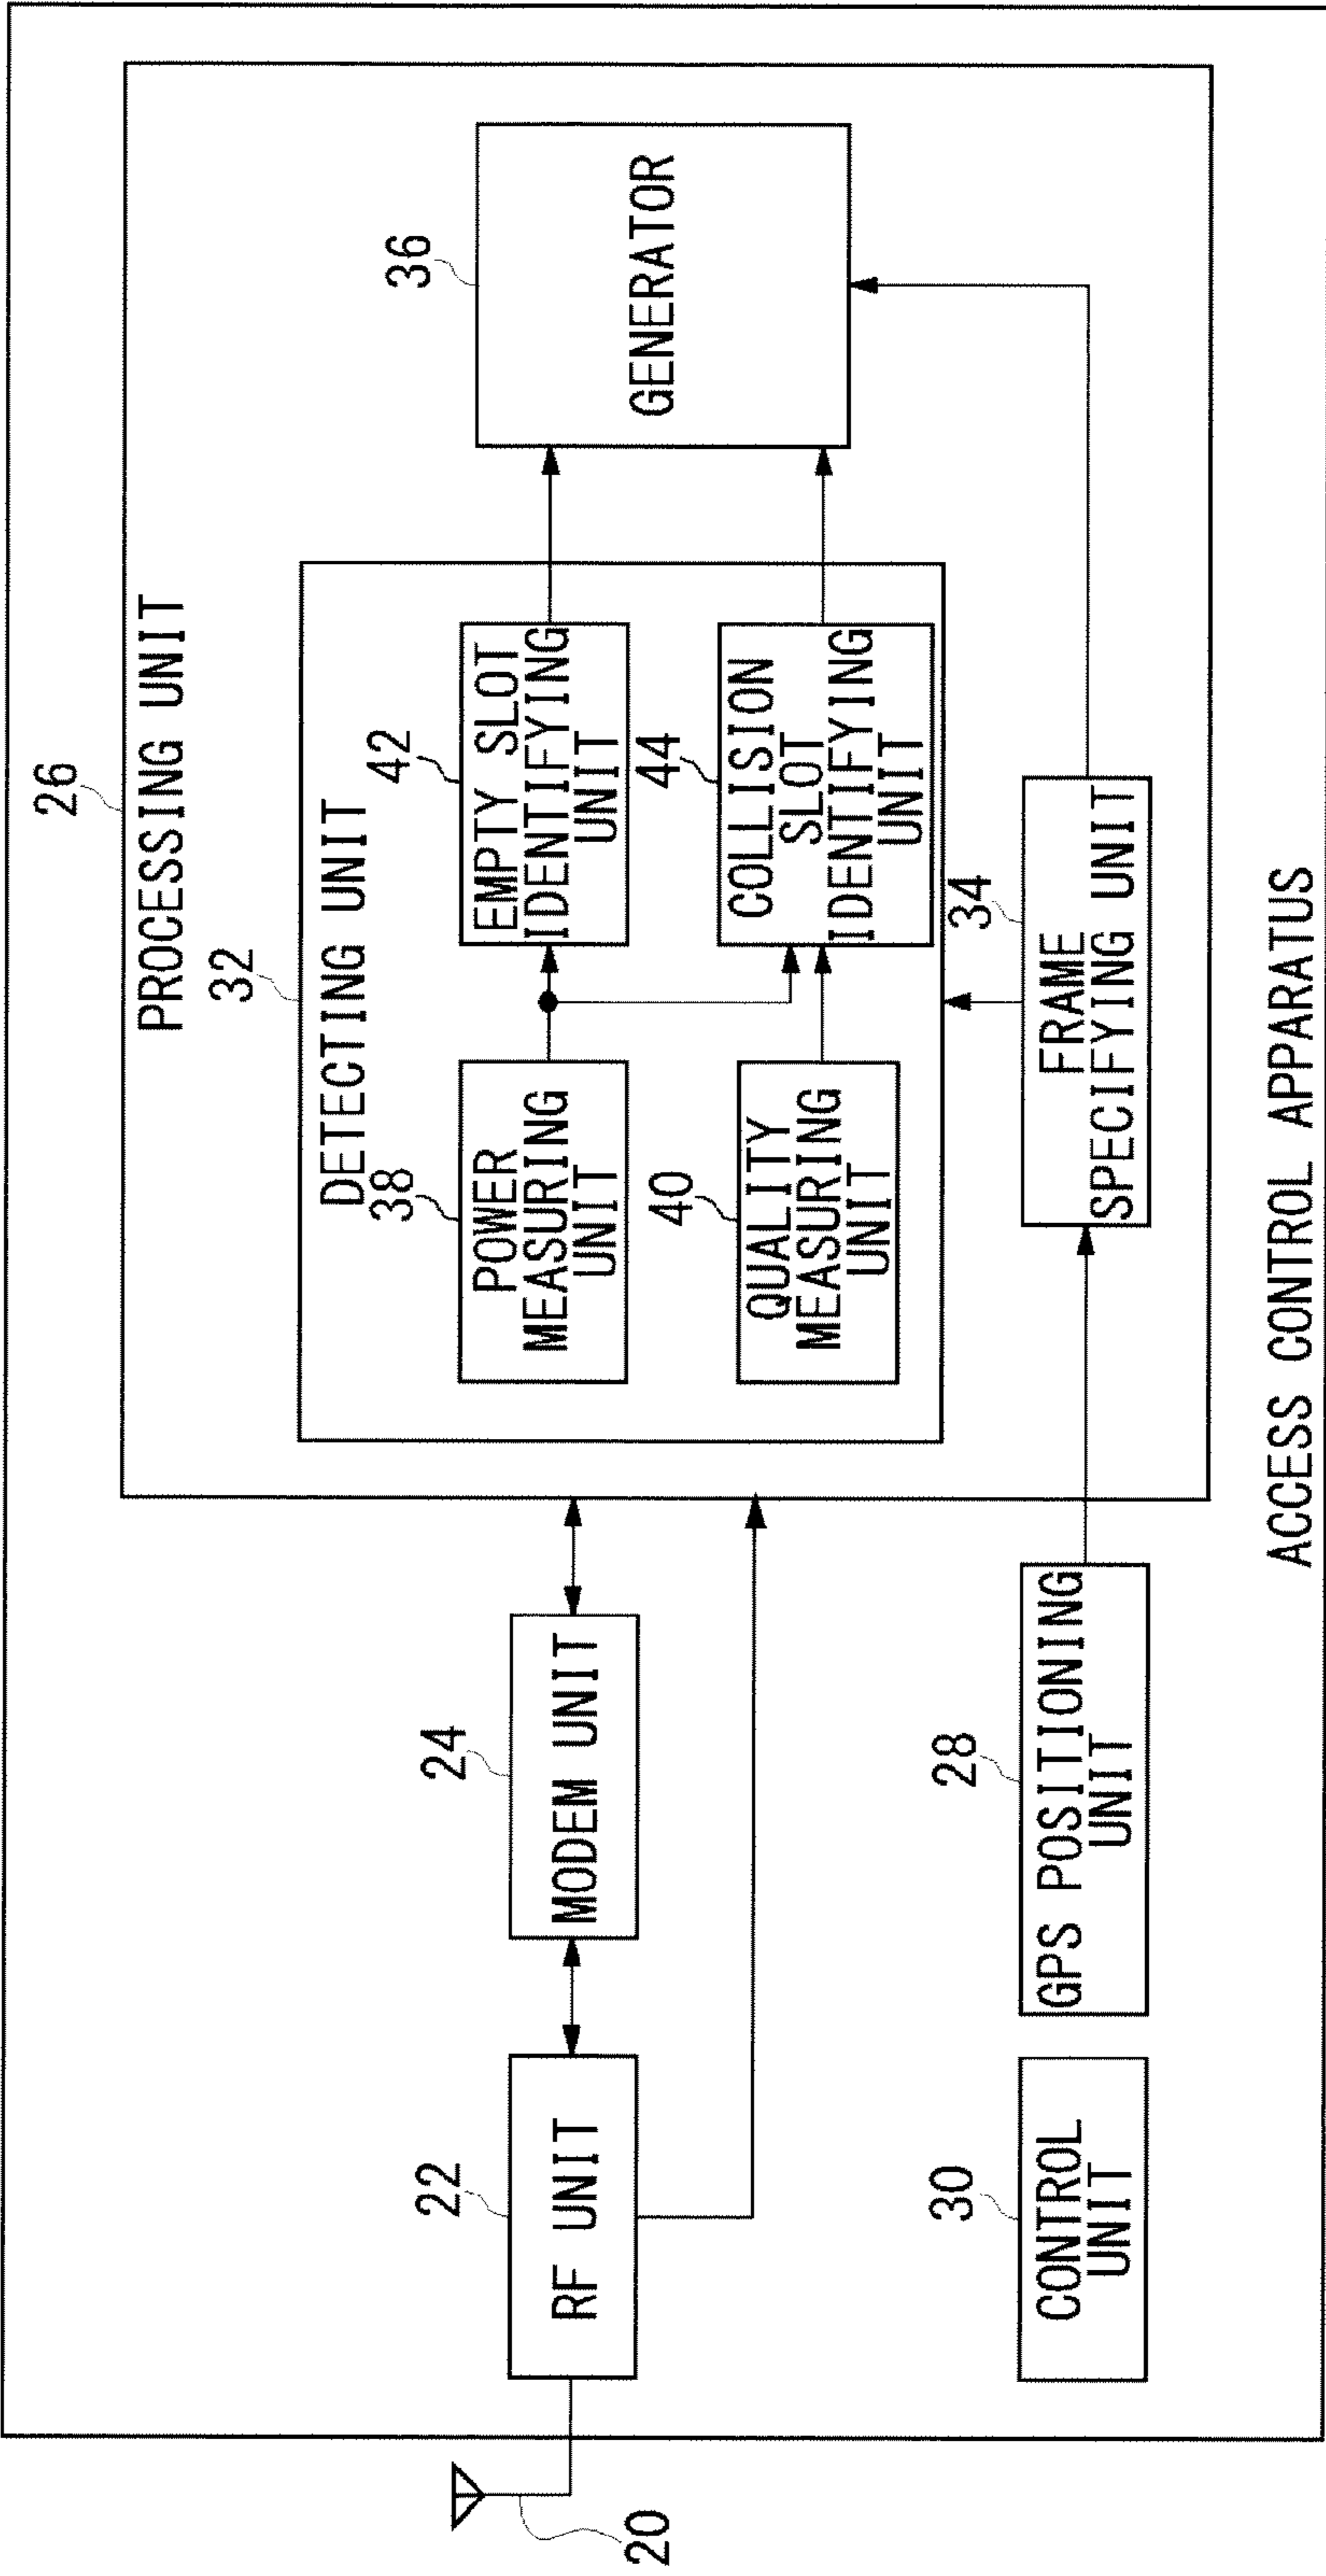 26
PROCESSING UNIT
32
DETECTING UNIT
36
GENERATOR
38
POWER
MEASURING
UNIT
42
EMPTY SLOT
IDENTIFYING
UNIT
40
QUALITY
MEASURING
UNIT
44
COLLISION
SLOT
IDENTIFYING
UNIT
34
FRAME
SPECIFYING UNIT
20
22
RF UNIT
24
MODEM UNIT
30
CONTROL
UNIT
28
GPS POSITIONING
UNIT
ACCESS CONTROL APPARATUS